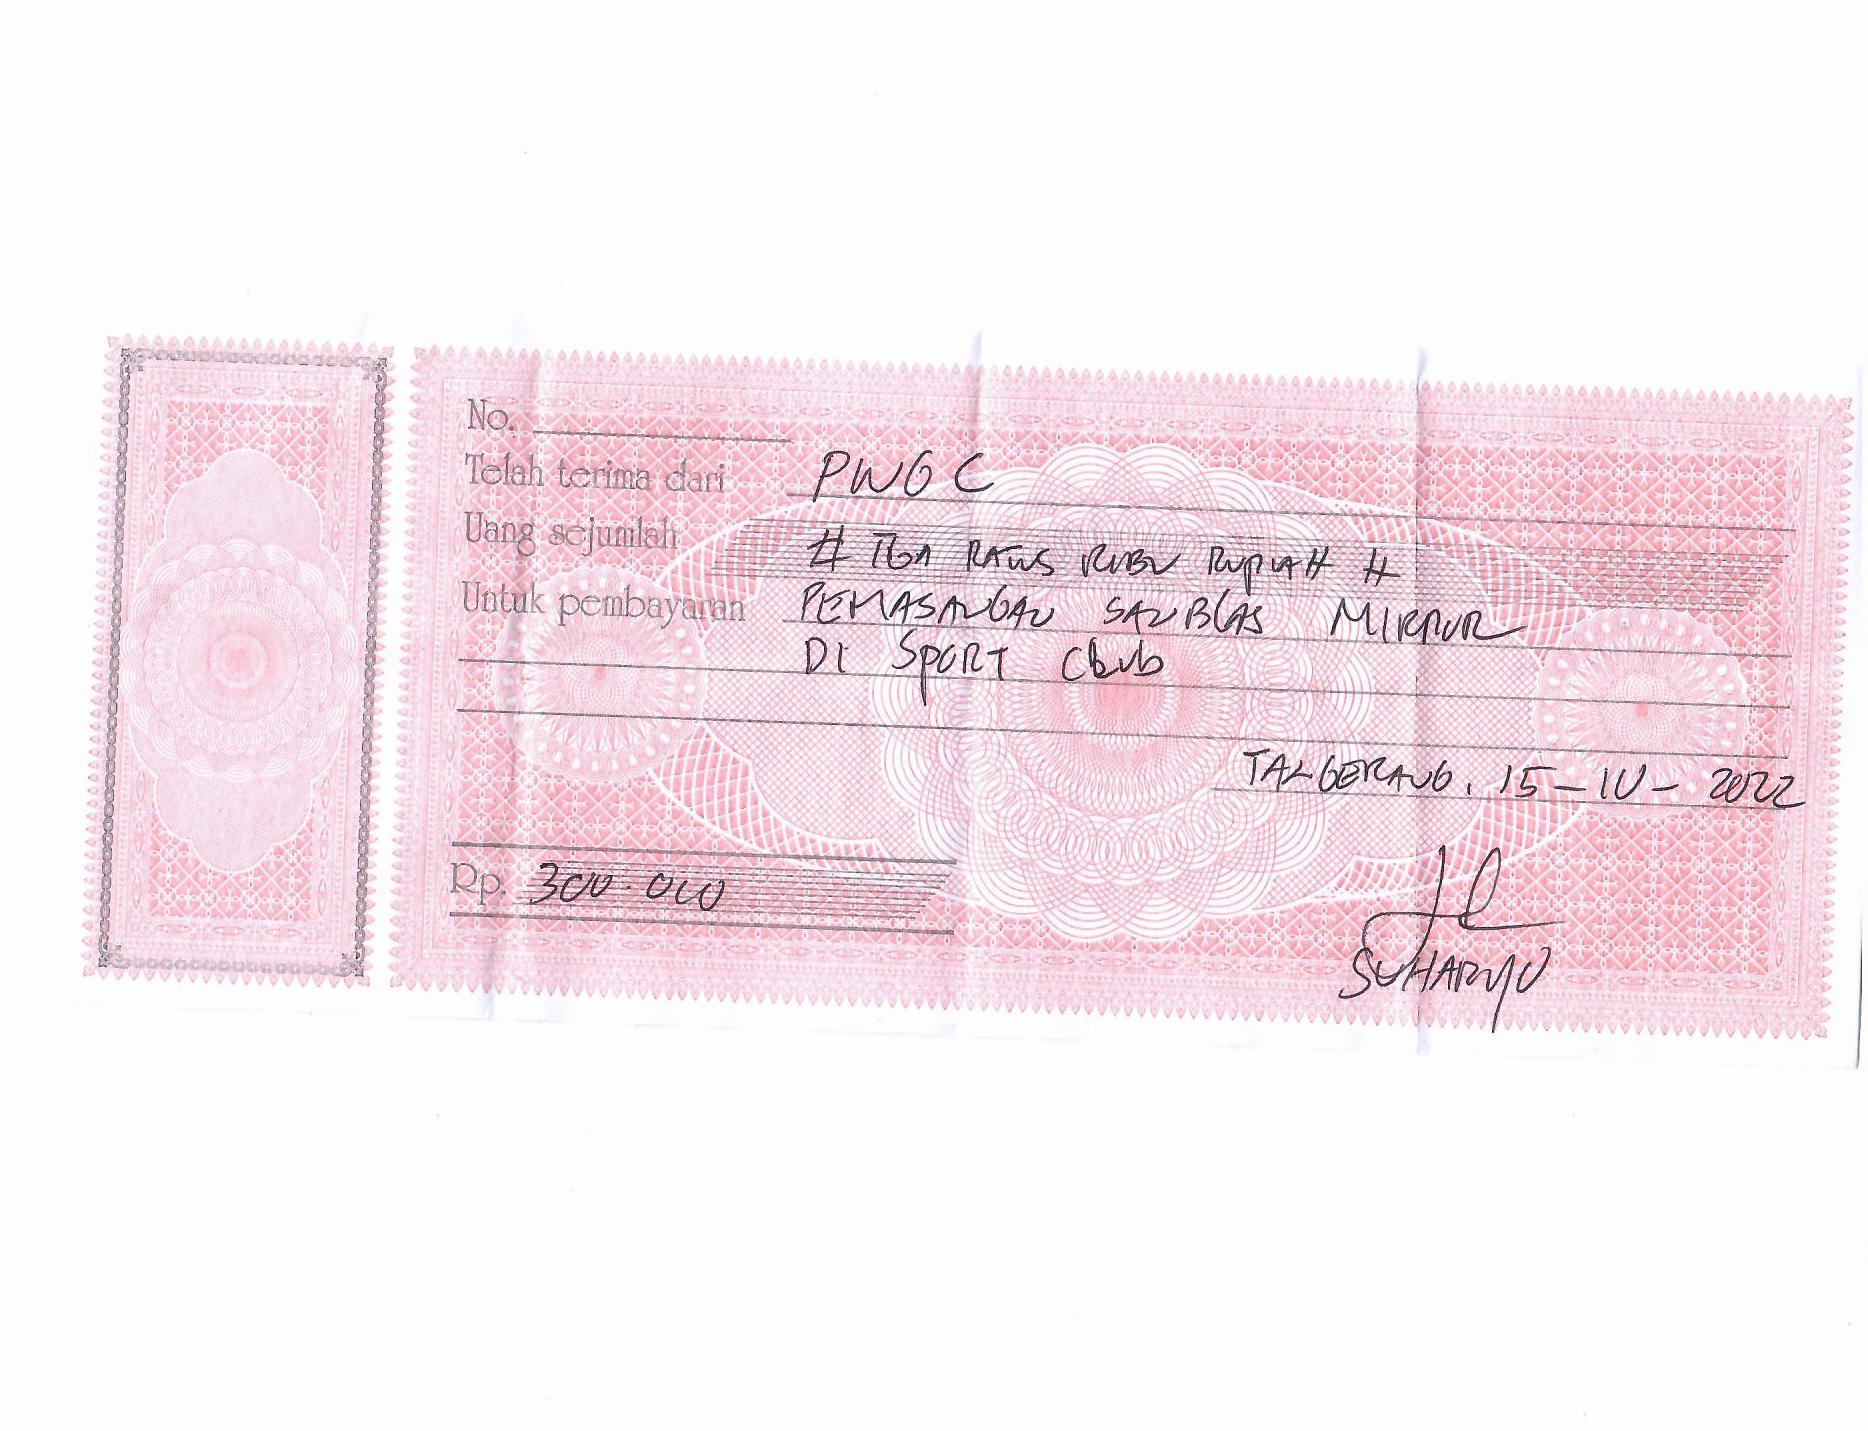 No.
Telah terima dari PWGC
Uang sejumlah # TIGA RATUS RIBU RUPIAH #
Untuk pembayaran PEMASANGAN SANBLAS MIRROR
DI SPORT Club
TANGERANG, 15-IV-2022
Rp. 300.000
SUHARYO